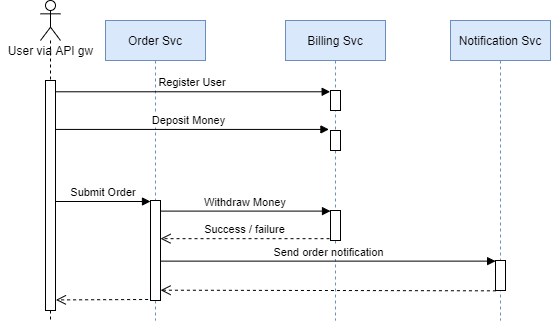 User via API gw
Order Svc
Billing Svc
Notification Svc
Register User
Deposit Money
Submit Order
Withdraw Money
Success / failure
Send order notification